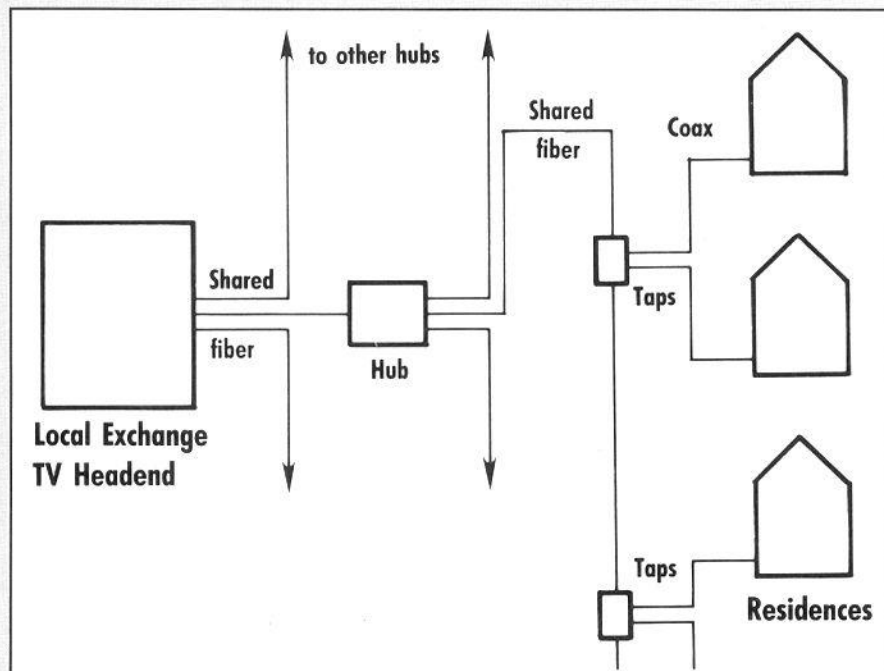 to other hubs
Shared
fiber
Coax
Shared
fiber
Hub
Taps
Local Exchange
TV Headend
Taps
Residences